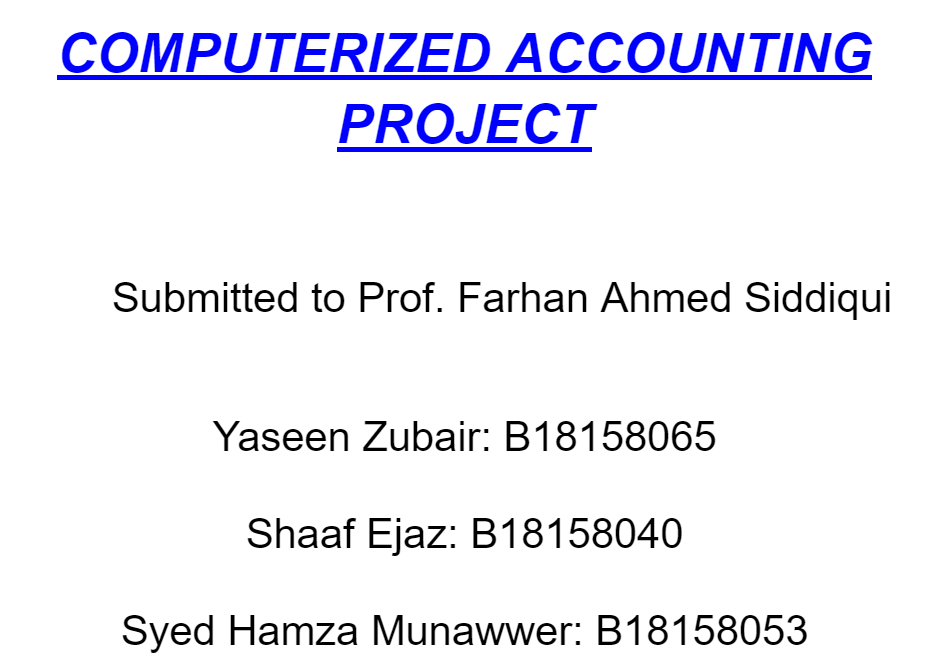 COMPUTERIZED ACCOUNTING
PROJECT
Submitted to Prof. Farhan Ahmed Siddiqui
Yaseen Zubair: B18158065
Shaaf Ejaz: B18158040
Syed Hamza Munawwer: B18158053